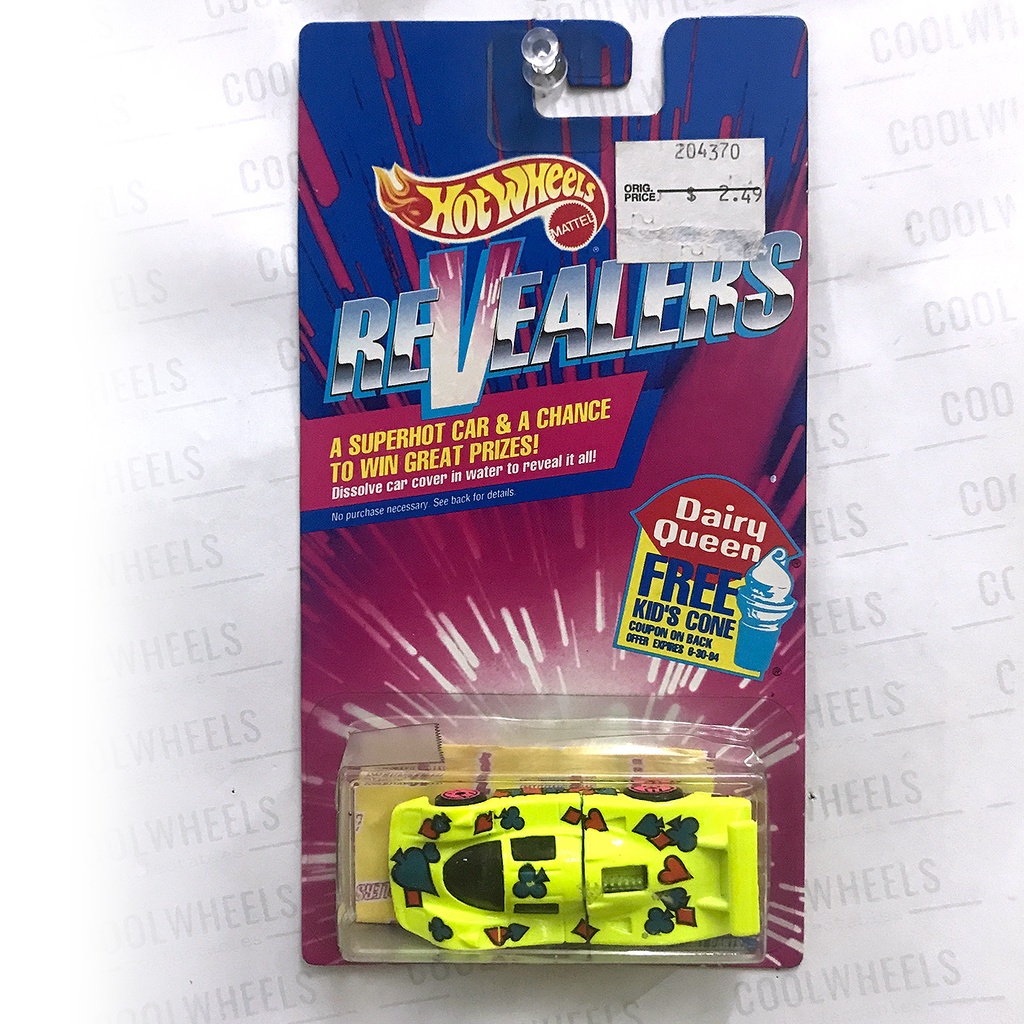 204370
ORIG. PRICE $ 2.49
HOT WHEELS
MATTEL
®
REVEALERS
A SUPERHOT CAR & A CHANCE
TO WIN GREAT PRIZES!
Dissolve car cover in water to reveal it all!
No purchase necessary. See back for details.
Dairy
Queen
®
FREE
KID'S CONE
COUPON ON BACK
OFFER EXPIRES 6-30-94
®
COOLWHEELS
COOLWHEELS
COOLWHEELS